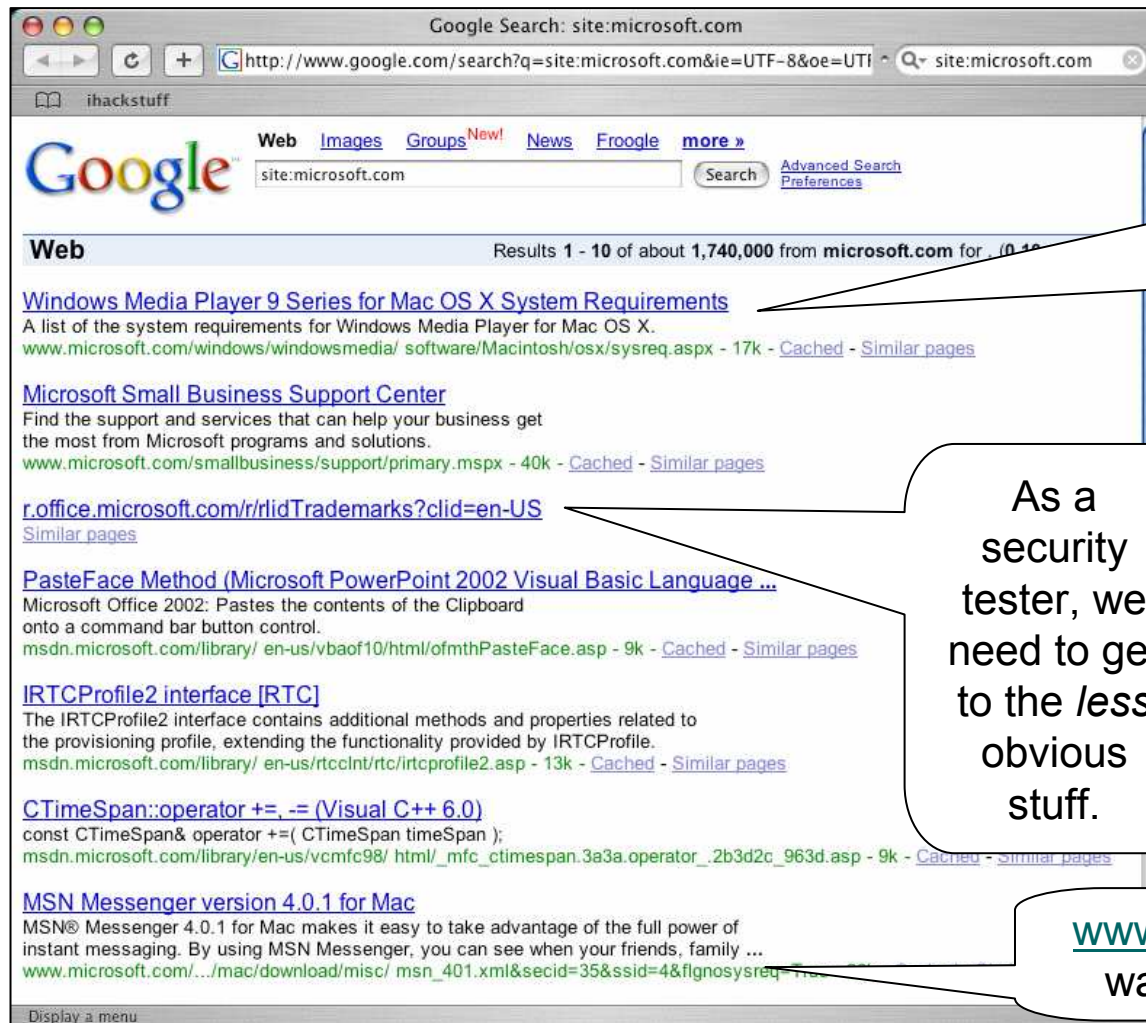 Google Search: site:microsoft.com
http://www.google.com/search?q=site:microsoft.com&ie=UTF-8&oe=UTF
site:microsoft.com
ihackstuff
Google
Web Images Groups New! News Froogle more »
site:microsoft.com Search Advanced Search
Preferences
Web Results 1 - 10 of about 1,740,000 from microsoft.com for .
Windows Media Player 9 Series for Mac OS X System Requirements
A list of the system requirements for Windows Media Player for Mac OS X.
www.microsoft.com/windows/windowsmedia/ software/Macintosh/osx/sysreq.aspx - 17k - Cached - Similar pages
Microsoft Small Business Support Center
Find the support and services that can help your business get
the most from Microsoft programs and solutions.
www.microsoft.com/smallbusiness/support/primary.mspx - 40k - Cached - Similar pages
r.office.microsoft.com/r/rlidTrademarks?clid=en-US
Similar pages
PasteFace Method (Microsoft PowerPoint 2002 Visual Basic Language ...
Microsoft Office 2002: Pastes the contents of the Clipboard
onto a command bar button control.
msdn.microsoft.com/library/ en-us/vbaof10/html/ofmthPasteFace.asp - 9k - Cached - Similar pages
IRTCProfile2 interface [RTC]
The IRTCProfile2 interface contains additional methods and properties related to
the provisioning profile, extending the functionality provided by IRTCProfile.
msdn.microsoft.com/library/ en-us/rtcclnt/rtc/irtcprofile2.asp - 13k - Cached - Similar pages
CTimeSpan::operator +=, -= (Visual C++ 6.0)
const CTimeSpan& operator +=( CTimeSpan timeSpan );
msdn.microsoft.com/library/en-us/vcmfc98/ html/_mfc_ctimespan.3a3a.operator_.2b3d2c_963d.asp - 9k - Cached - Similar pages
MSN Messenger version 4.0.1 for Mac
MSN® Messenger 4.0.1 for Mac makes it easy to take advantage of the full power of
instant messaging. By using MSN Messenger, you can see when your friends, family ...
www.microsoft.com/.../mac/download/misc/ msn_401.xml&secid=35&ssid=4&flgnosysreq=True
Display a menu
As a
security
tester, we
need to ge
to the less
obvious
stuff.
www
wa